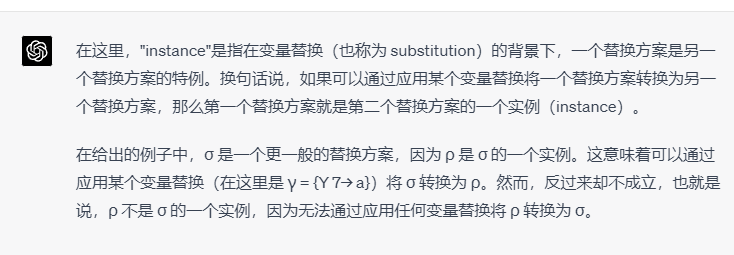 在这里，"instance"是指在变量替换（也称为 substitution）的背景下，一个替换方案是另一
个替换方案的特例。换句话说，如果可以通过应用某个变量替换将一个替换方案转换为另一
个替换方案，那么第一个替换方案就是第二个替换方案的一个实例（instance）。
在给出的例子中，σ 是一个更一般的替换方案，因为 ρ 是 σ 的一个实例。这意味着可以通过
应用某个变量替换（在这里是 γ = {Y 7→ a}）将 σ 转换为 ρ。然而，反过来却不成立，也就是
说，ρ 不是 σ 的一个实例，因为无法通过应用任何变量替换将 ρ 转换为 σ。